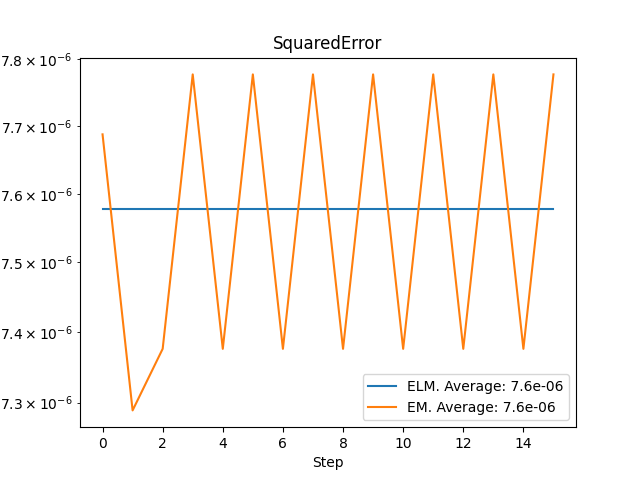 SquaredError
7.8 × 10⁻⁶
7.7 × 10⁻⁶
7.6 × 10⁻⁶
7.5 × 10⁻⁶
7.4 × 10⁻⁶
7.3 × 10⁻⁶
ELM. Average: 7.6e-06
EM. Average: 7.6e-06
0 2 4 6 8 10 12 14
Step